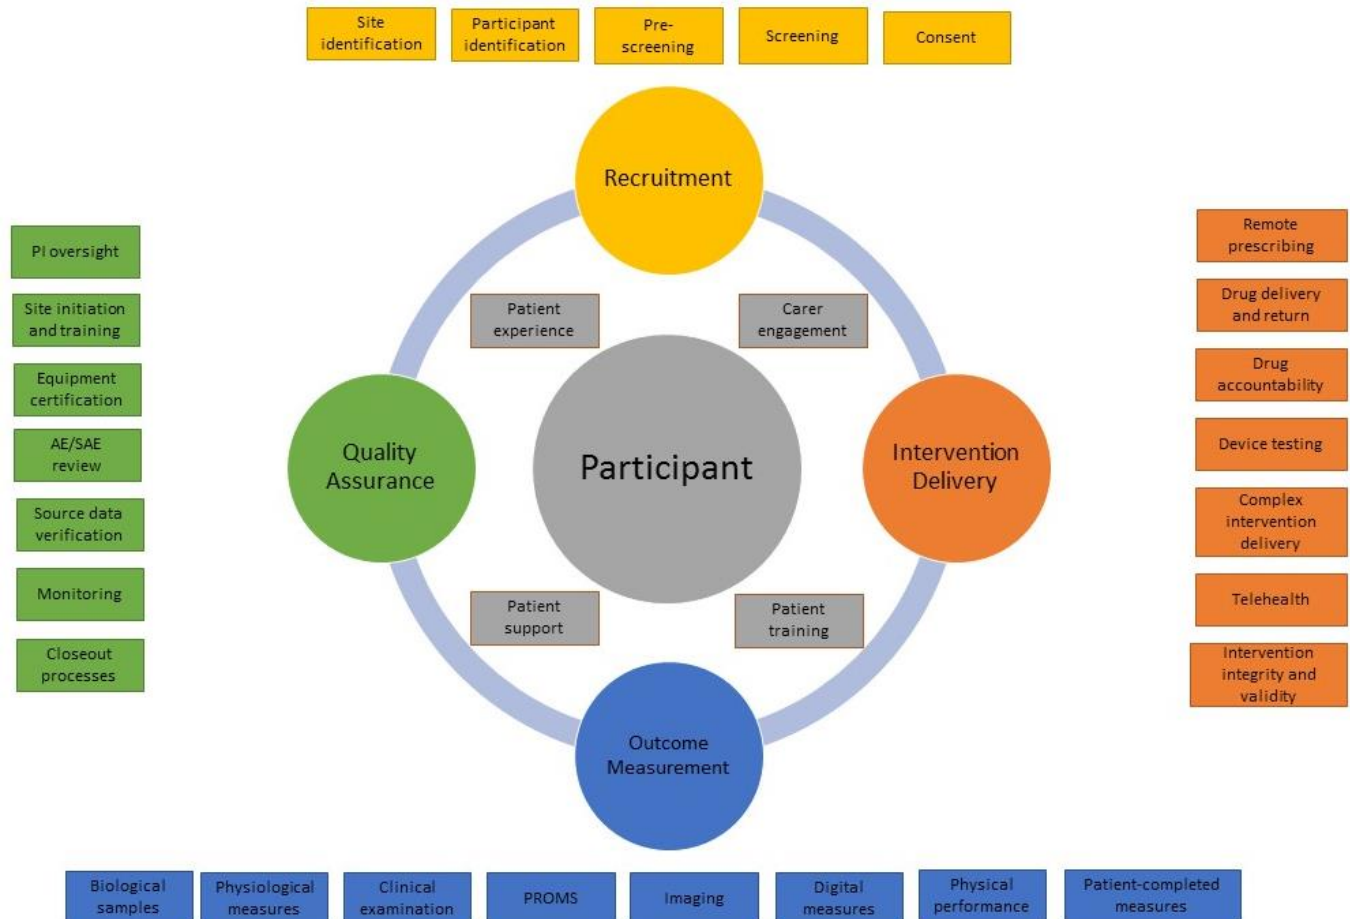 Site
identification
Participant
identification
Pre-
screening
Screening
Consent
Recruitment
PI oversight
Site initiation
and training
Equipment
certification
AE/SAE
review
Source data
verification
Monitoring
Closeout
processes
Patient
experience
Carer
engagement
Quality
Assurance
Participant
Intervention
Delivery
Patient
support
Patient
training
Outcome
Measurement
Remote
prescribing
Drug delivery
and return
Drug
accountability
Device testing
Complex
intervention
delivery
Telehealth
Intervention
integrity and
validity
Biological
samples
Physiological
measures
Clinical
examination
PROMS
Imaging
Digital
measures
Physical
performance
Patient-completed
measures